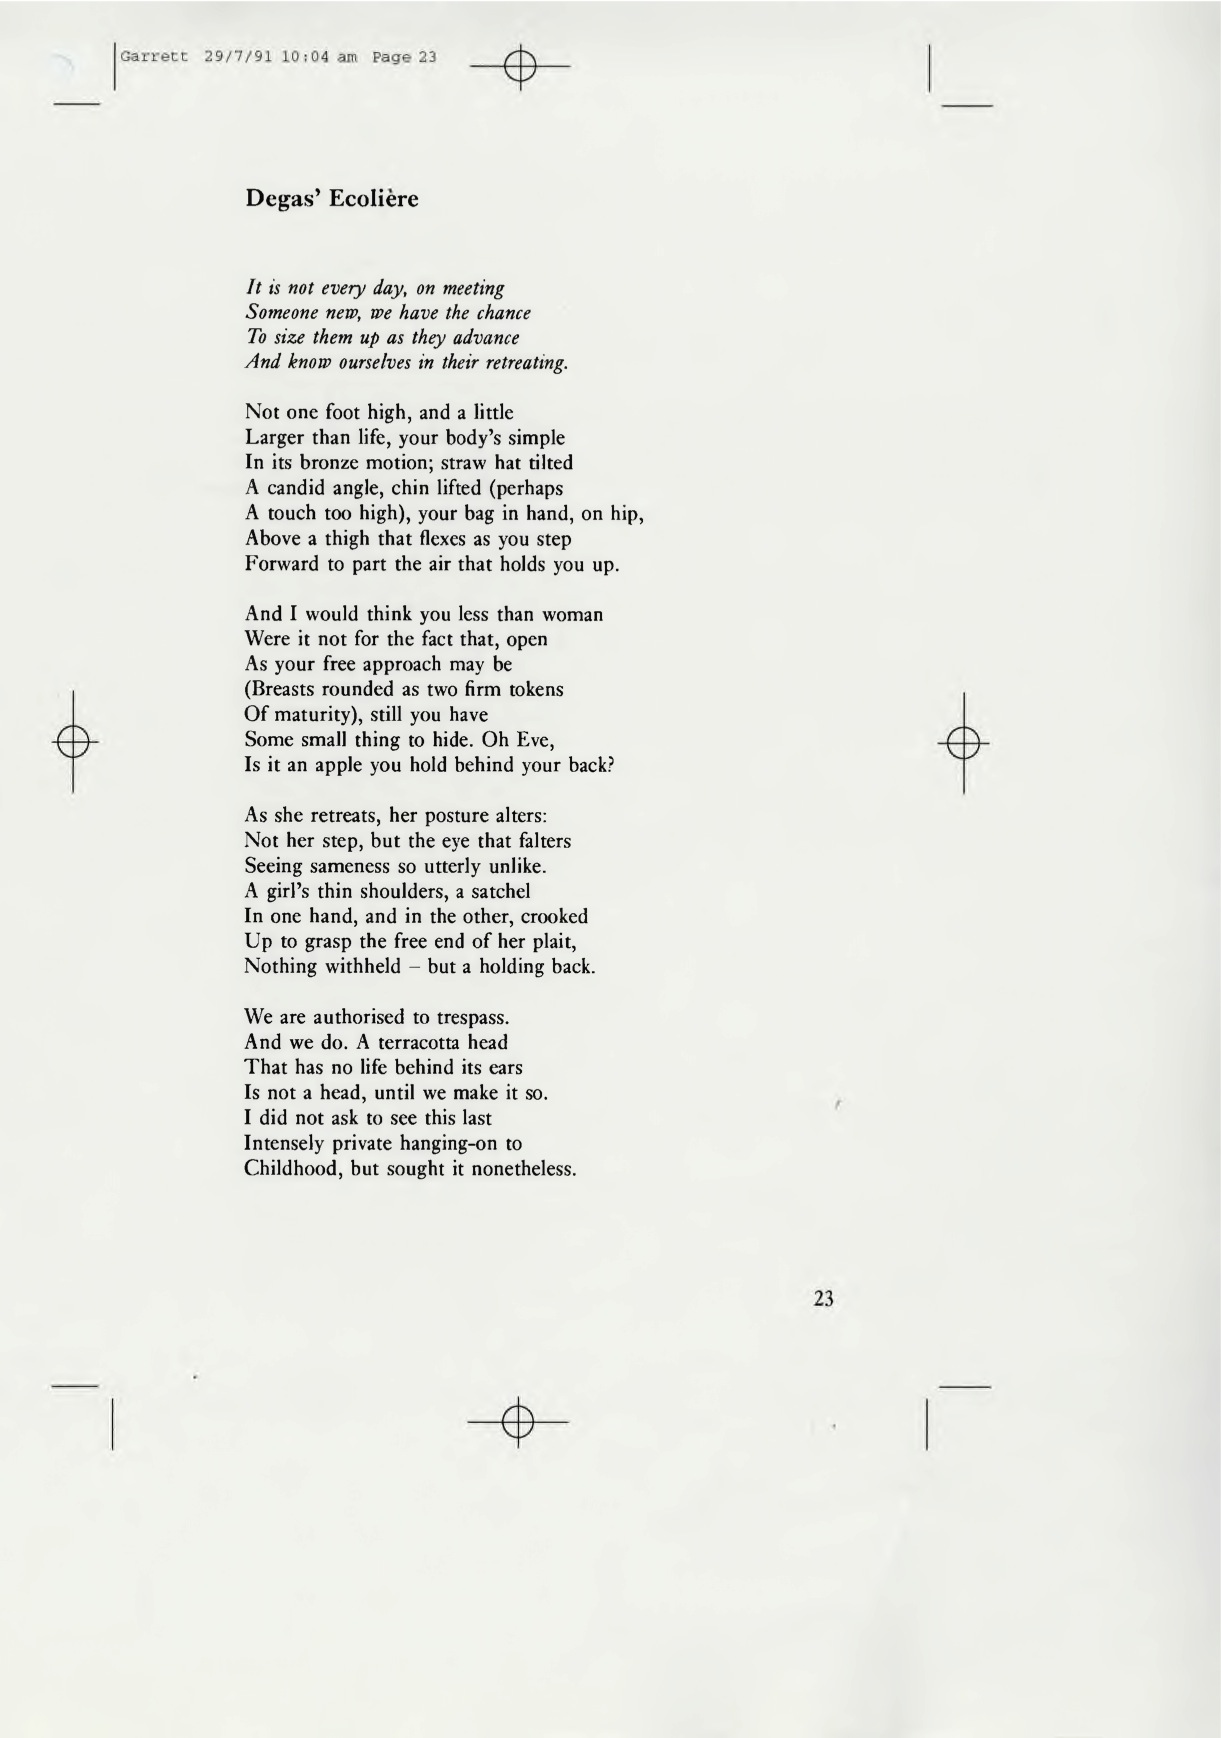 Garrett 29/7/91 10:04 am Page 23
Degas’ Ecolière
It is not every day, on meeting
Someone new, we have the chance
To size them up as they advance
And know ourselves in their retreating.
Not one foot high, and a little
Larger than life, your body’s simple
In its bronze motion; straw hat tilted
A candid angle, chin lifted (perhaps
A touch too high), your bag in hand, on hip,
Above a thigh that flexes as you step
Forward to part the air that holds you up.
And I would think you less than woman
Were it not for the fact that, open
As your free approach may be
(Breasts rounded as two firm tokens
Of maturity), still you have
Some small thing to hide. Oh Eve,
Is it an apple you hold behind your back?
As she retreats, her posture alters:
Not her step, but the eye that falters
Seeing sameness so utterly unlike.
A girl’s thin shoulders, a satchel
In one hand, and in the other, crooked
Up to grasp the free end of her plait,
Nothing withheld – but a holding back.
We are authorised to trespass.
And we do. A terracotta head
That has no life behind its ears
Is not a head, until we make it so.
I did not ask to see this last
Intensely private hanging-on to
Childhood, but sought it nonetheless.
23